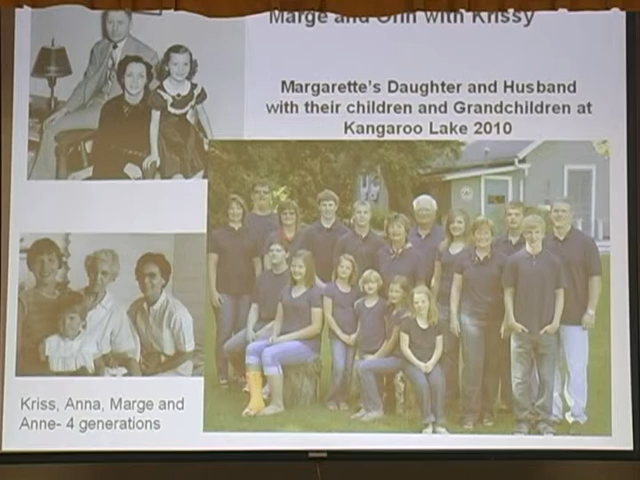 Marge and Orin with Krissy
Margarette's Daughter and Husband
with their children and Grandchildren at
Kangaroo Lake 2010
Kriss, Anna, Marge and
Anne- 4 generations